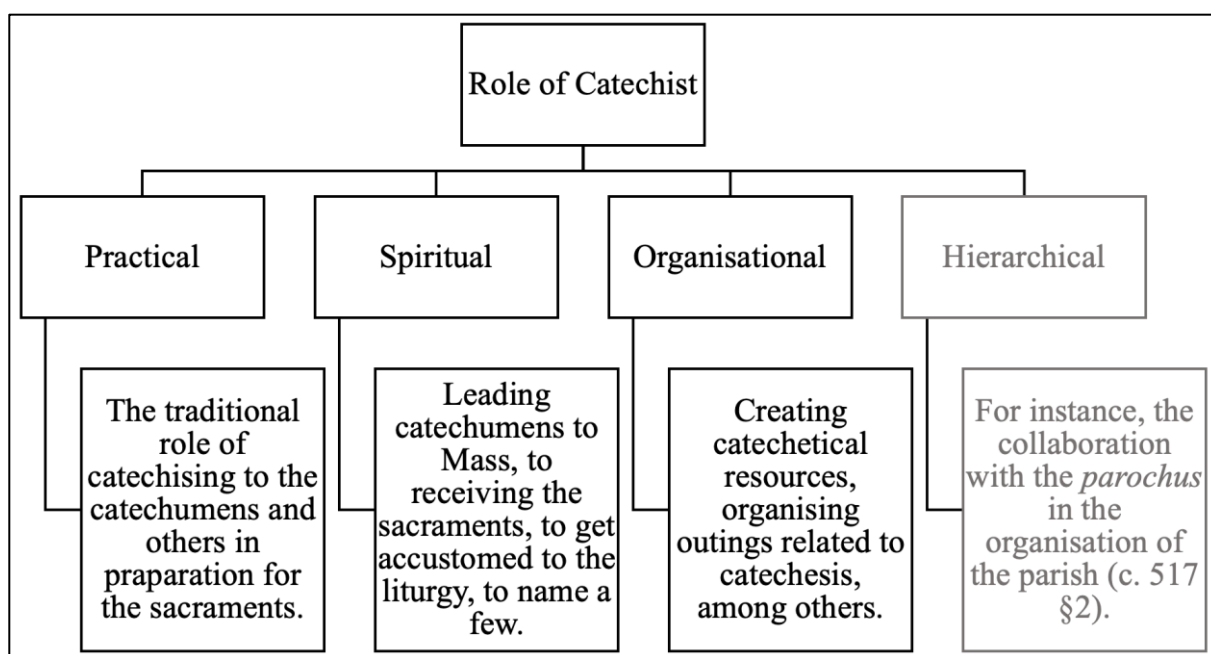 Role of Catechist
Practical
Spiritual
Organisational
Hierarchical
The traditional
role of
catechising to the
catechumens and
others in
praparation for
the sacraments.
Leading
catechumens to
Mass, to
receiving the
sacraments, to get
accustomed to the
liturgy, to name a
few.
Creating
catechetical
resources,
organising
outings related to
catechesis,
among others.
For instance, the
collaboration
with the parochus
in the
organisation of
the parish (c. 517
§2).